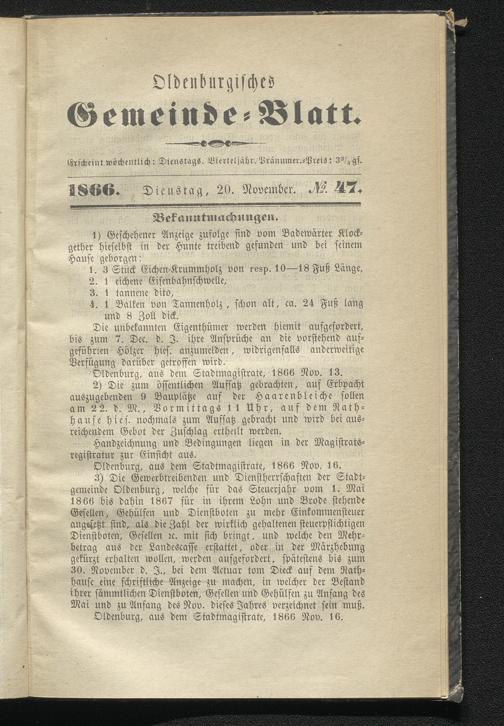 Oldenburgisches
Gemeinde-Blatt.
Erscheint wöchentlich: Dienstags. Vierteljähr. Pränumer.-Preis: 3¾ gs.
1866. Dienstag, 20. November. №. 47.
Bekanntmachungen.
1) Geschehener Anzeige zufolge sind vom Badewärter Klock-
gether hieselbst in der Hunte treibend gefunden und bei seinem
Hause geborgen:
1. 3 Stück Eichen-Krummholz von resp. 10—18 Fuß Länge,
2. 1 eichene Eisenbahnschwelle,
3. 1 tannene dito,
4. 1 Balken von Tannenholz, schon alt, ca. 24 Fuß lang
und 8 Zoll dick.
Die unbekannten Eigenthümer werden hiemit aufgefordert,
bis zum 7. Dec. d. J. ihre Ansprüche an die vorstehend auf-
geführten Hölzer hies. anzumelden, widrigenfalls anderweitige
Verfügung darüber getroffen wird.
Oldenburg, aus dem Stadtmagistrate, 1866 Nov. 13.
2) Die zum öffentlichen Aufsatz gebrachten, auf Erbpacht
auszugebenden 9 Bauplätze auf der Haarenbleiche sollen
am 22. d. M., Vormittags 11 Uhr, auf dem Rath-
hause hies. nochmals zum Aufsatz gebracht und wird bei aus-
reichendem Gebot der Zuschlag ertheilt werden.
Handzeichnung und Bedingungen liegen in der Magistrats-
registratur zur Einsicht aus.
Oldenburg, aus dem Stadtmagistrate, 1866 Nov. 16.
3) Die Gewerbtreibenden und Dienstherrschaften der Stadt-
gemeinde Oldenburg, welche für das Steuerjahr vom 1. Mai
1866 bis dahin 1867 für in ihrem Lohn und Brode stehende
Gesellen, Gehülfen und Dienstboten zu mehr Einkommensteuer
angesetzt sind, als die Zahl der wirklich gehaltenen steuerpflichtigen
Dienstboten, Gesellen ꝛc. mit sich bringt, und welche den Mehr-
betrag aus der Landescasse erstattet, oder in der Märzhebung
gekürzt erhalten wollen, werden aufgefordert, spätestens bis zum
30. November d. J., bei dem Actuar tom Dieck auf dem Rath-
hause eine schriftliche Anzeige zu machen, in welcher der Bestand
ihrer sämmtlichen Dienstboten, Gesellen und Gehülfen zu Anfang des
Mai und zu Anfang des Nov. dieses Jahres verzeichnet sein muß.
Oldenburg, aus dem Stadtmagistrate, 1866 Nov. 16.